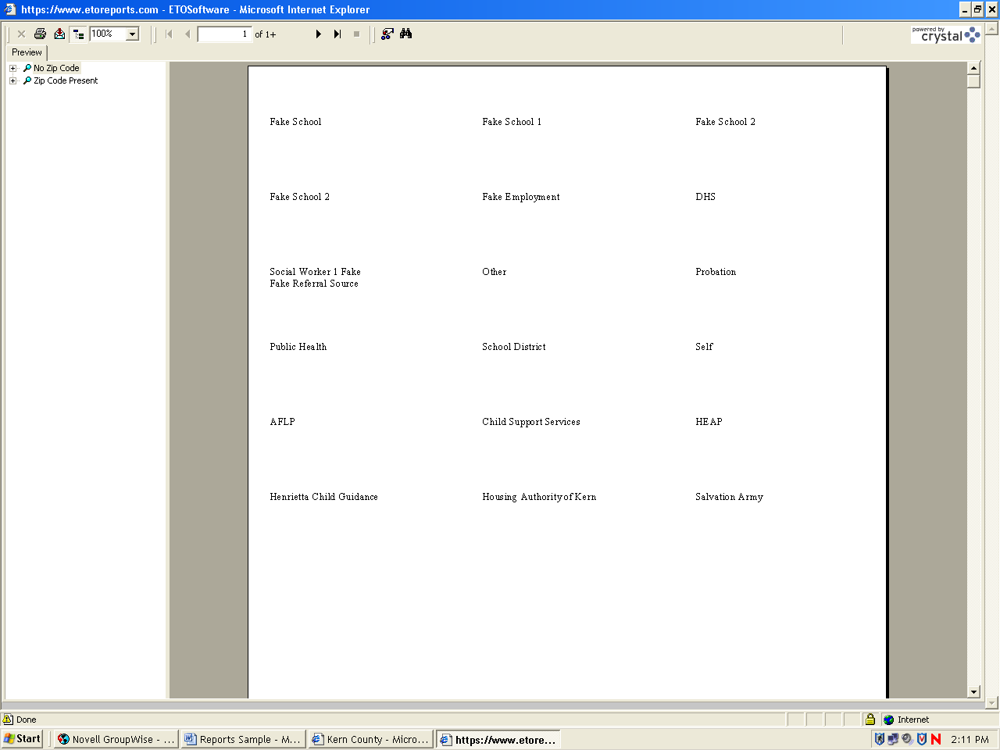 https://www.etoreports.com - ETOSoftware - Microsoft Internet Explorer
100% 1 of 1+
powered by crystal
Preview
No Zip Code
Zip Code Present
Fake School Fake School 1 Fake School 2
Fake School 2 Fake Employment DHS
Social Worker 1 Fake Other Probation
Fake Referral Source
Public Health School District Self
AFLP Child Support Services HEAP
Henrietta Child Guidance Housing Authority of Kern Salvation Army
Done Internet
Start Novell GroupWise - ... Reports Sample - M... Kern County - Micro... https://www.etore... 2:11 PM